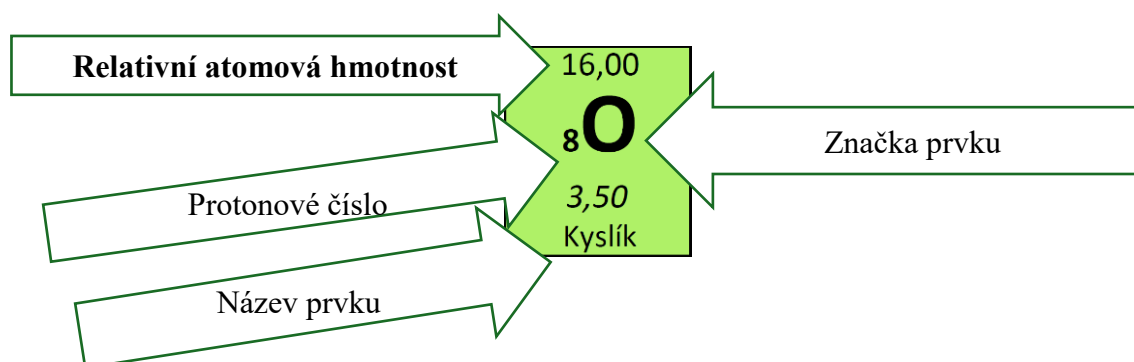 Relativní atomová hmotnost
16,00
8O
Značka prvku
Protonové číslo
3,50
Kyslík
Název prvku